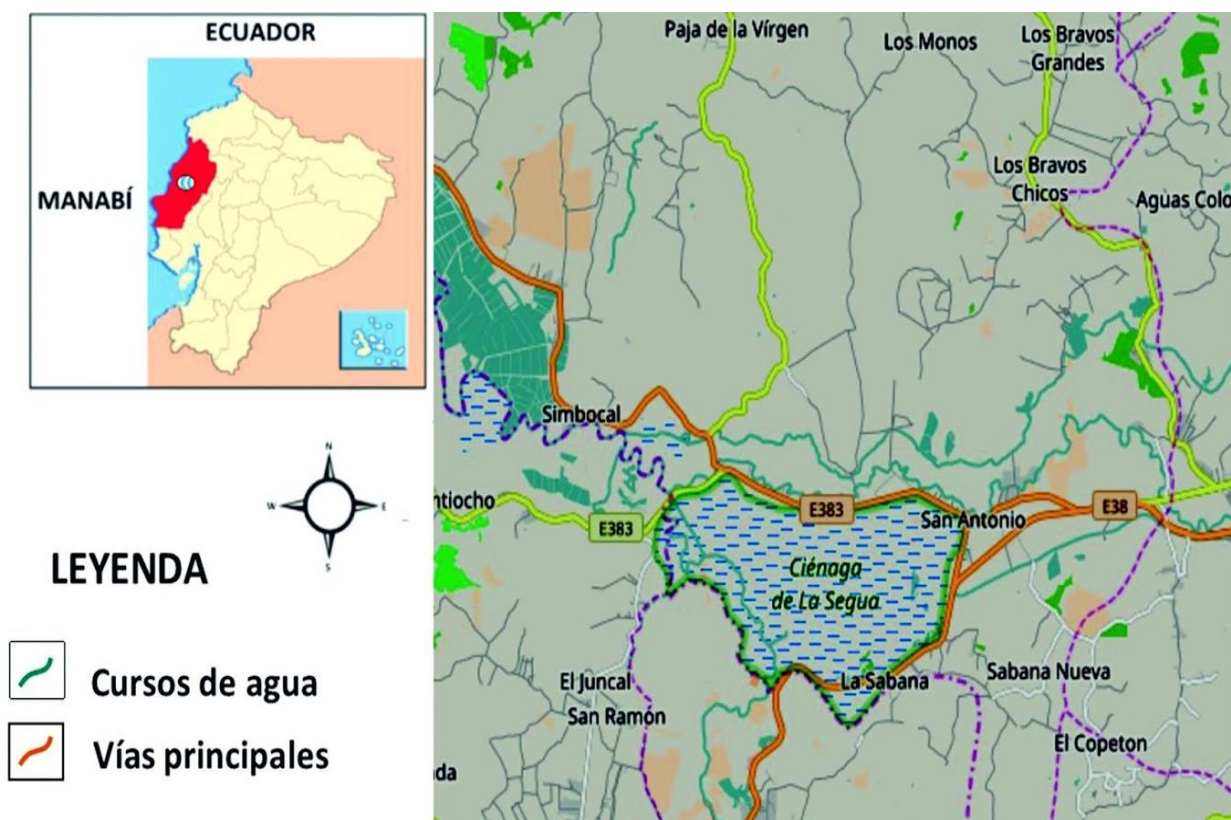 ECUADOR
MANABÍ
N
W
E
S
LEYENDA
Cursos de agua
Vías principales
Paja de la Vírgen
Los Monos
Los Bravos
Grandes
Los Bravos
Chicos
Aguas Colo
Simbocal
ntiocho
E383
E383
San Antonio
E38
Ciénaga
de La Segua
El Juncal
San Ramón
La Sabana
Sabana Nueva
El Copeton
da